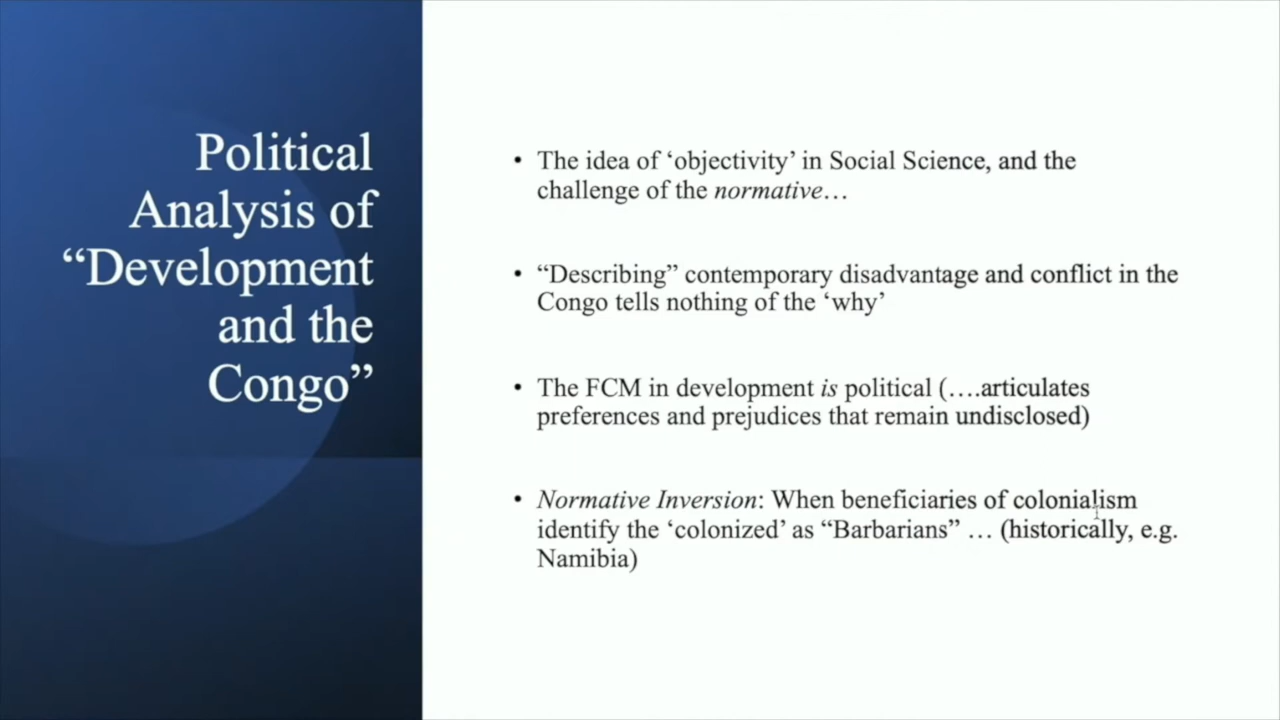 Political
Analysis of
“Development
and the
Congo”
• The idea of ‘objectivity’ in Social Science, and the
challenge of the normative…
• “Describing” contemporary disadvantage and conflict in the
Congo tells nothing of the ‘why’
• The FCM in development is political (….articulates
preferences and prejudices that remain undisclosed)
• Normative Inversion: When beneficiaries of colonialism
identify the ‘colonized’ as “Barbarians” … (historically, e.g.
Namibia)